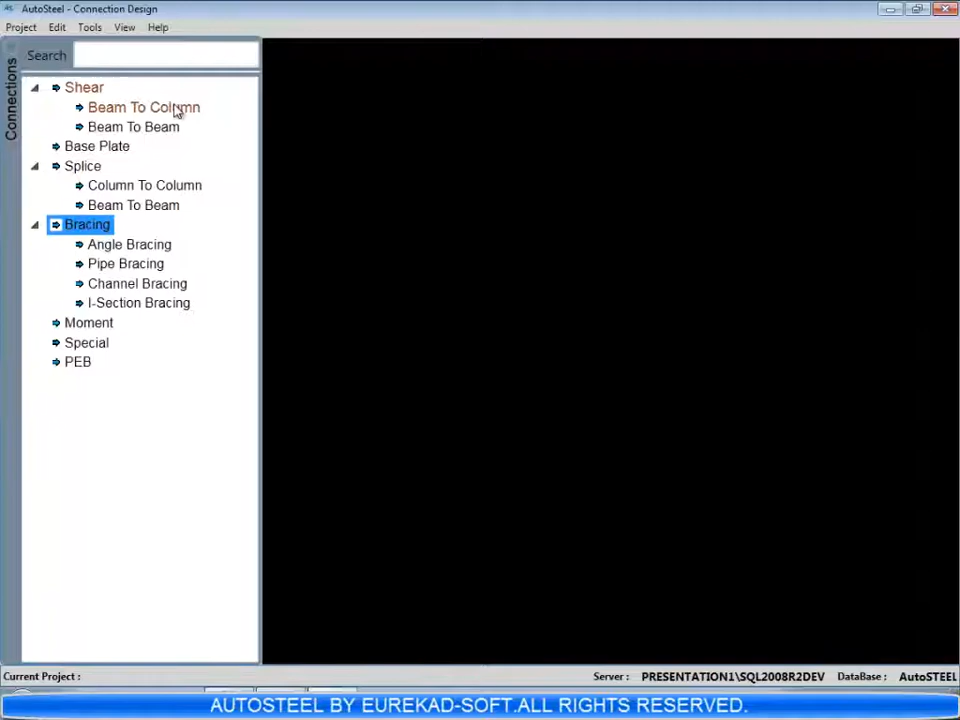 AutoSteel - Connection Design
Project Edit Tools View Help
Connections
Search
Shear
Beam To Column
Beam To Beam
Base Plate
Splice
Column To Column
Beam To Beam
Bracing
Angle Bracing
Pipe Bracing
Channel Bracing
I-Section Bracing
Moment
Special
PEB
Current Project : Server : PRESENTATION1\SQL2008R2DEV DataBase : AutoSTEEL
AUTOSTEEL BY EUREKAD-SOFT.ALL RIGHTS RESERVED.